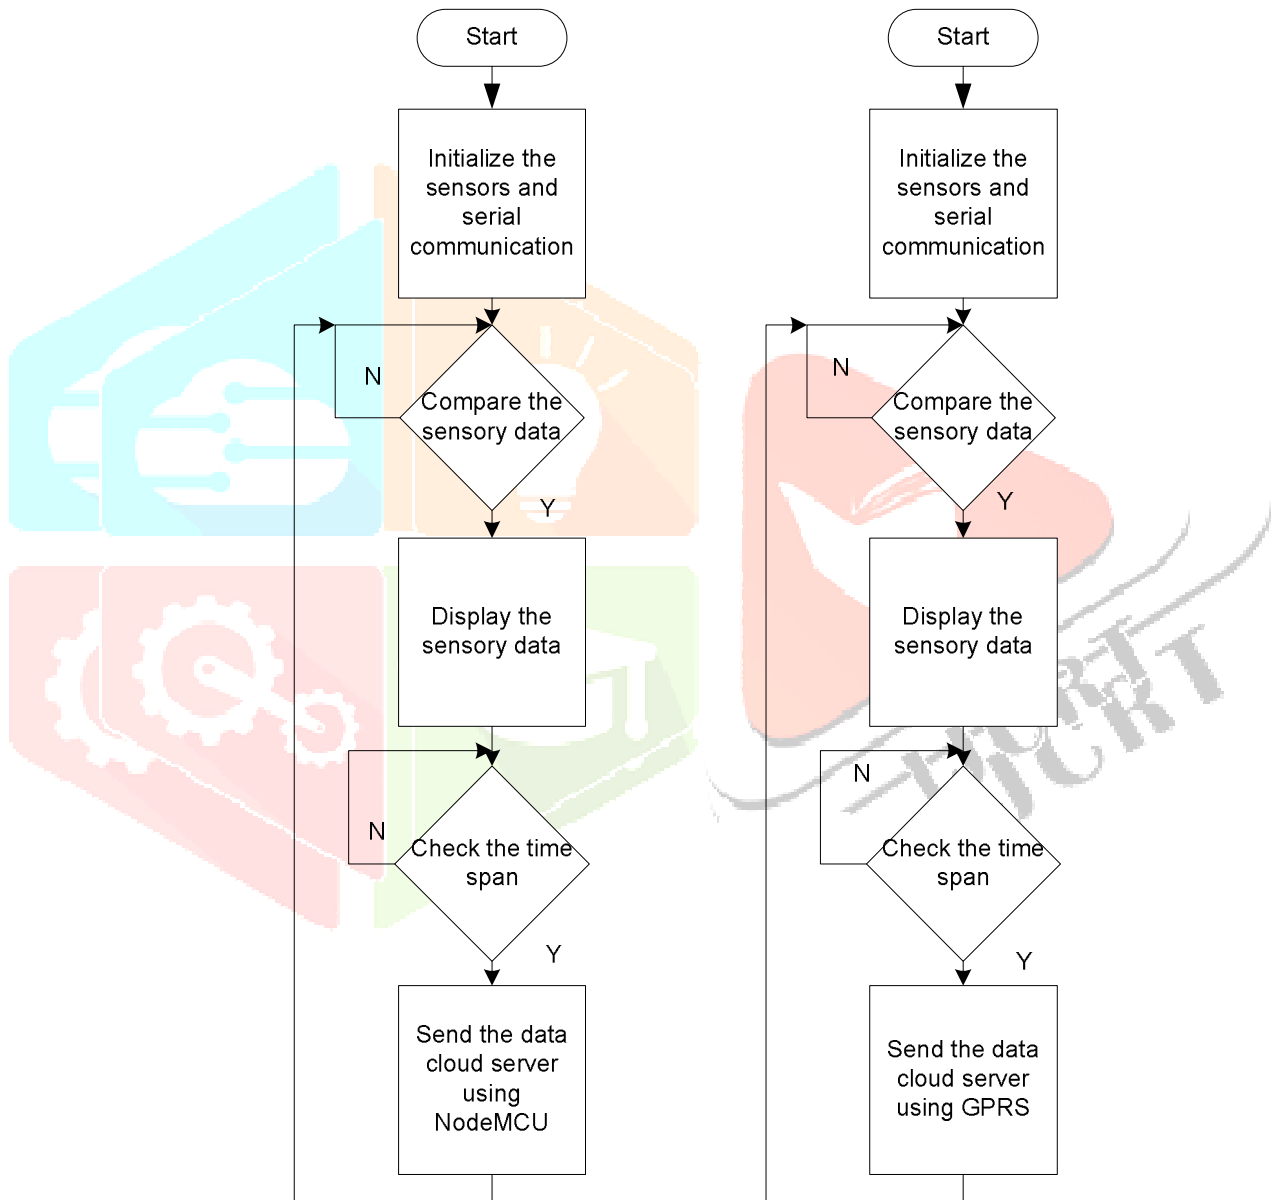 Start
Initialize the
sensors and
serial
communication
N
Compare the
sensory data
Y
Display the
sensory data
N
Check the time
span
Y
Send the data
cloud server
using
NodeMCU
Start
Initialize the
sensors and
serial
communication
N
Compare the
sensory data
Y
Display the
sensory data
N
Check the time
span
Y
Send the data
cloud server
using GPRS
IJCRT